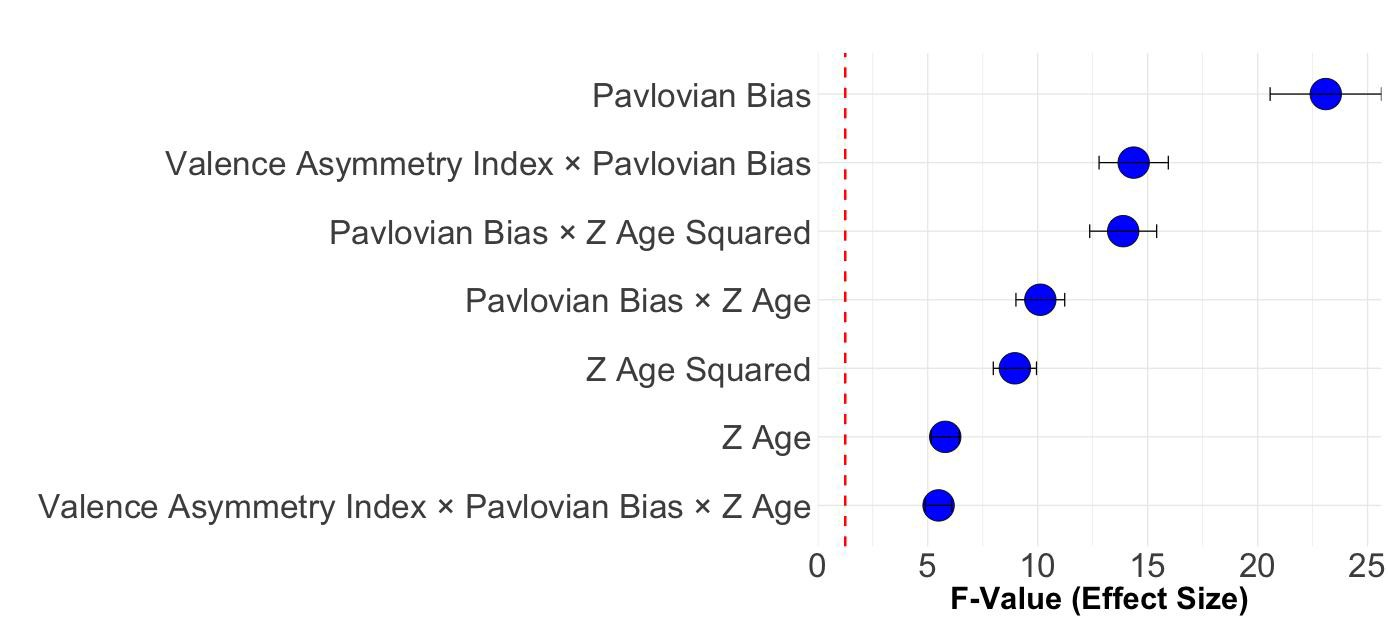 Pavlovian Bias
Valence Asymmetry Index × Pavlovian Bias
Pavlovian Bias × Z Age Squared
Pavlovian Bias × Z Age
Z Age Squared
Z Age
Valence Asymmetry Index × Pavlovian Bias × Z Age
0 5 10 15 20 25
F-Value (Effect Size)